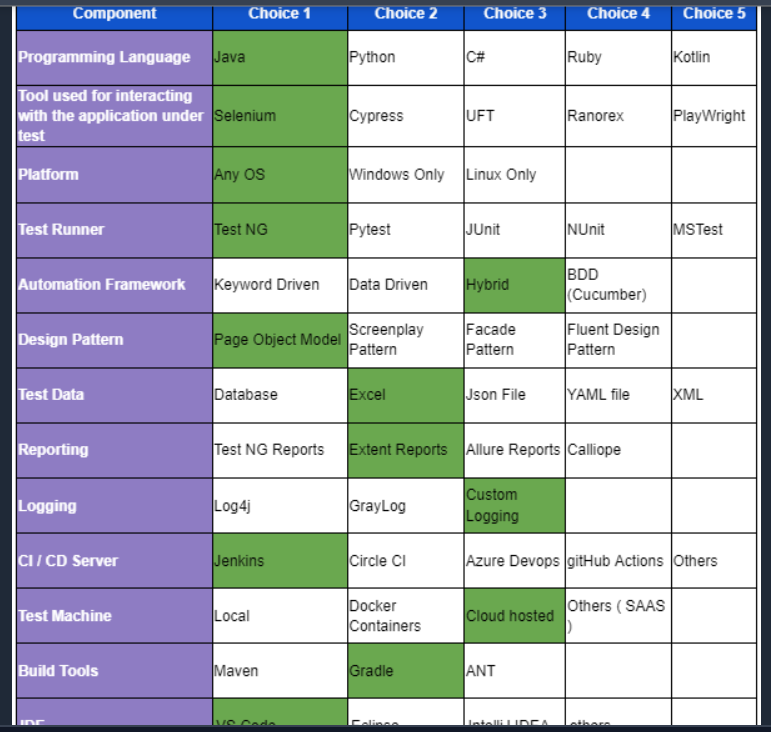 Component Choice 1 Choice 2 Choice 3 Choice 4 Choice 5
Programming Language Java Python C# Ruby Kotlin
Tool used for interacting
with the application under
test
Selenium Cypress UFT Ranorex PlayWright
Platform Any OS Windows Only Linux Only
Test Runner Test NG Pytest JUnit NUnit MSTest
Automation Framework Keyword Driven Data Driven Hybrid
BDD
(Cucumber)
Design Pattern Page Object Model
Screenplay
Pattern
Facade
Pattern
Fluent Design
Pattern
Test Data Database Excel Json File YAML file XML
Reporting Test NG Reports Extent Reports Allure Reports Calliope
Logging Log4j GrayLog
Custom
Logging
CI / CD Server Jenkins Circle CI Azure Devops gitHub Actions Others
Test Machine Local
Docker
Containers
Cloud hosted
Others ( SAAS
)
Build Tools Maven Gradle ANT
IDE VS Code Eclipse IntelliJ IDEA others